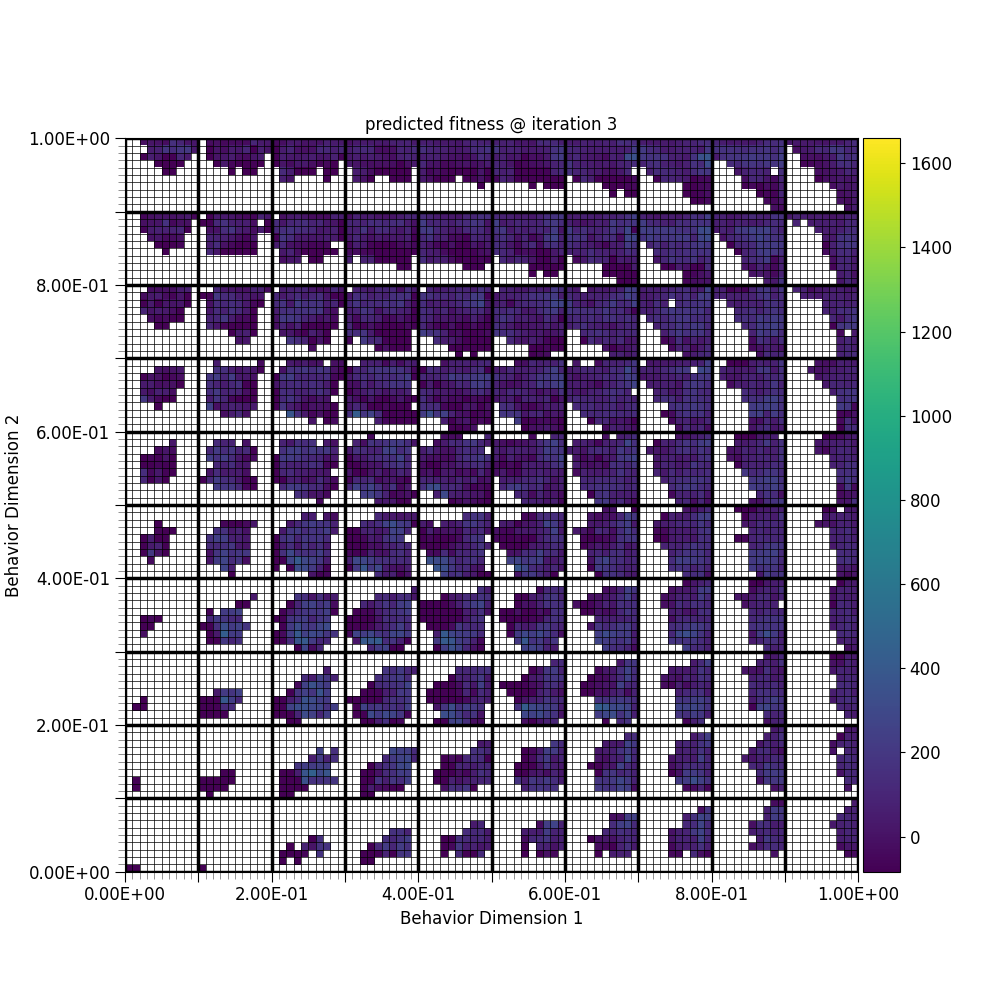 predicted fitness @ iteration 3
1.00E+00
8.00E-01
6.00E-01
4.00E-01
2.00E-01
0.00E+00
Behavior Dimension 2
0.00E+00 2.00E-01 4.00E-01 6.00E-01 8.00E-01 1.00E+00
Behavior Dimension 1
1600
1400
1200
1000
800
600
400
200
0